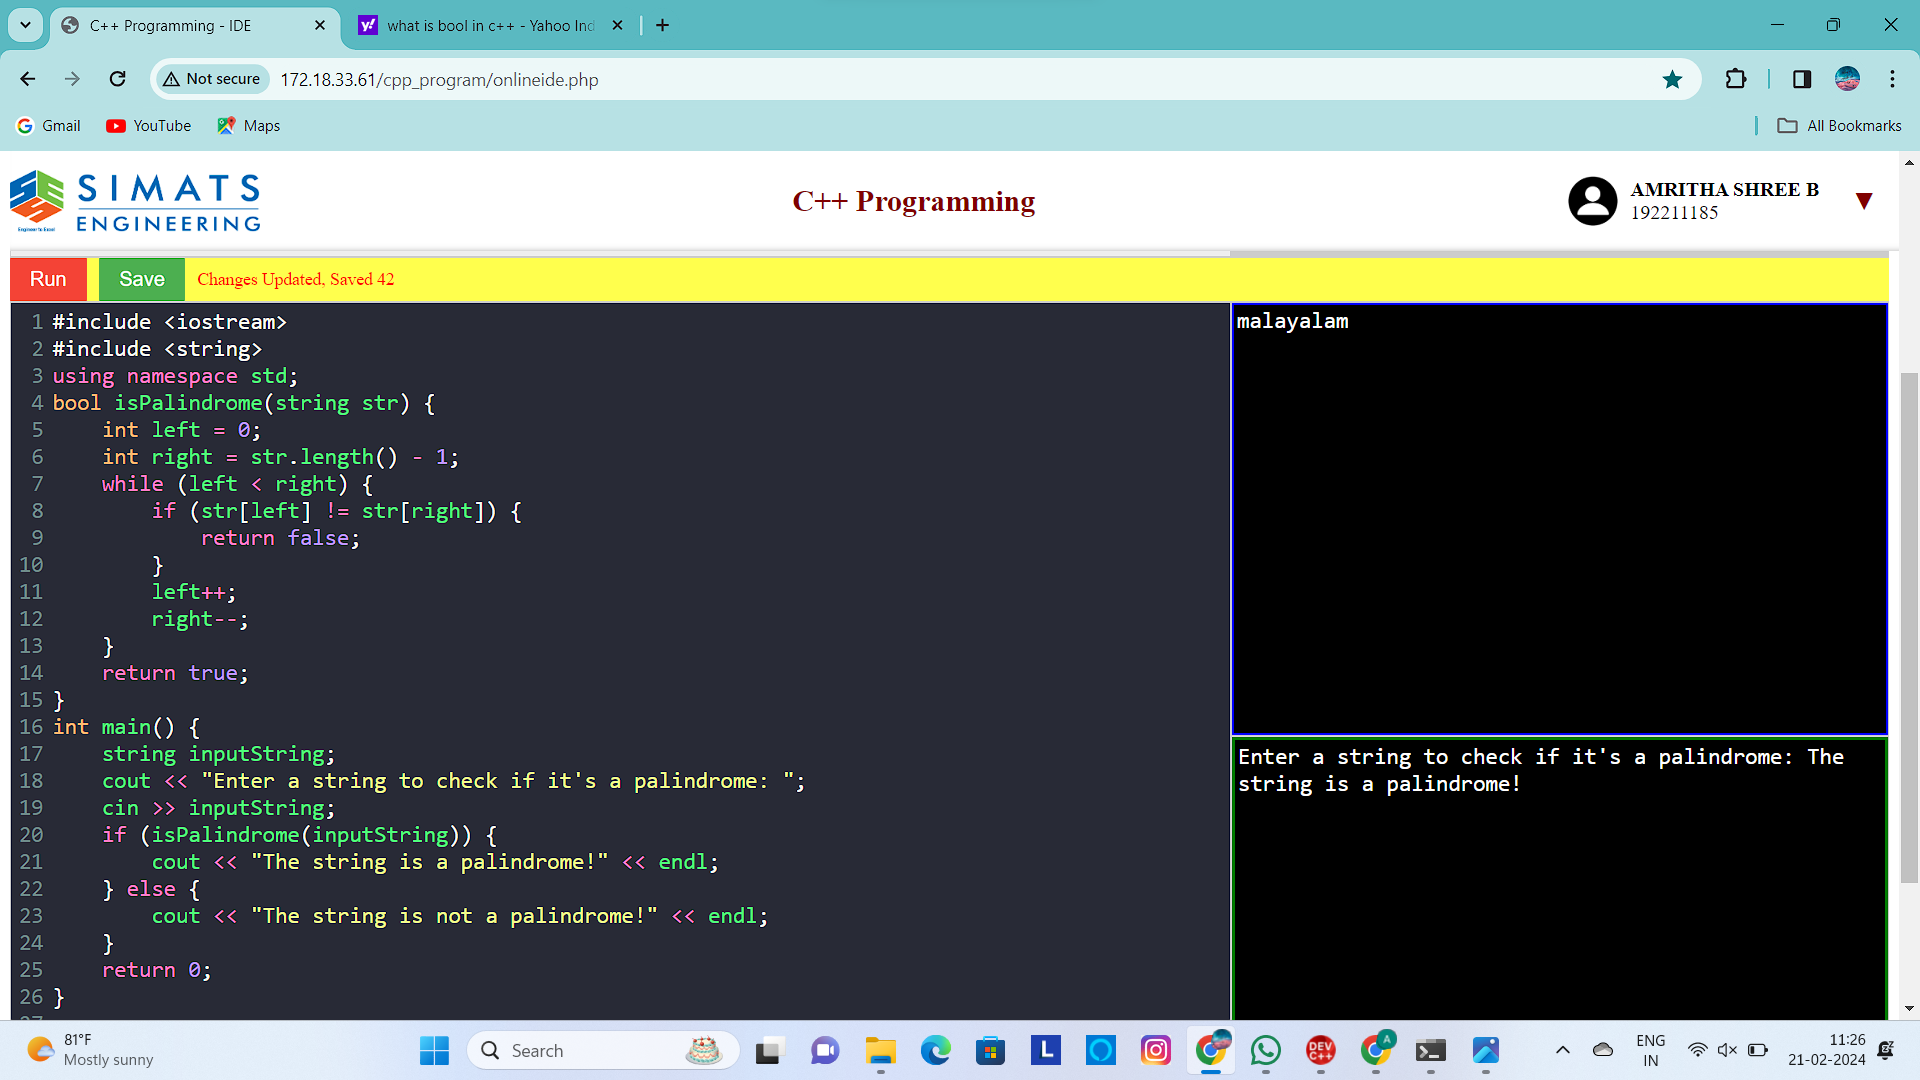 C++ Programming - IDE
what is bool in c++ - Yahoo Ind
Not secure
172.18.33.61/cpp_program/onlineide.php
Gmail
YouTube
Maps
All Bookmarks
SIMATS
ENGINEERING
Engineer to Excel
C++ Programming
AMRITHA SHREE B
192211185
Run
Save
Changes Updated, Saved 42
1 #include <iostream>
2 #include <string>
3 using namespace std;
4 bool isPalindrome(string str) {
5     int left = 0;
6     int right = str.length() - 1;
7     while (left < right) {
8         if (str[left] != str[right]) {
9             return false;
10         }
11         left++;
12         right--;
13     }
14     return true;
15 }
16 int main() {
17     string inputString;
18     cout << "Enter a string to check if it's a palindrome: ";
19     cin >> inputString;
20     if (isPalindrome(inputString)) {
21         cout << "The string is a palindrome!" << endl;
22     } else {
23         cout << "The string is not a palindrome!" << endl;
24     }
25     return 0;
26 }
malayalam
Enter a string to check if it's a palindrome: The
string is a palindrome!
81°F
Mostly sunny
Search
L
DEV
C++
A
ENG
IN
11:26
21-02-2024